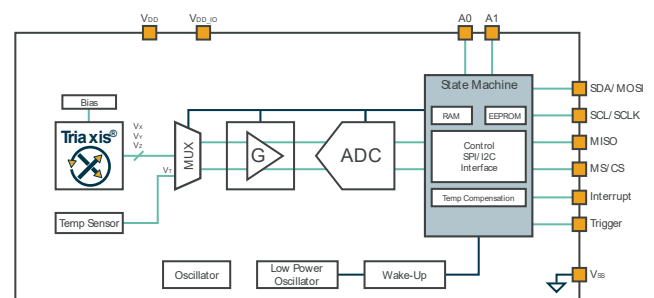 VDD
VDD_IO
A0
A1
State Machine
SDA/MOSI
Bias
RAM
EEPROM
SCL/SCLK
Triaxis®
VX
VY
VZ
MUX
G
ADC
Control
SPI/I2C
Interface
MISO
VT
MS/CS
Temp Compensation
Interrupt
Temp Sensor
Trigger
Oscillator
Low Power
Oscillator
Wake-Up
VSS